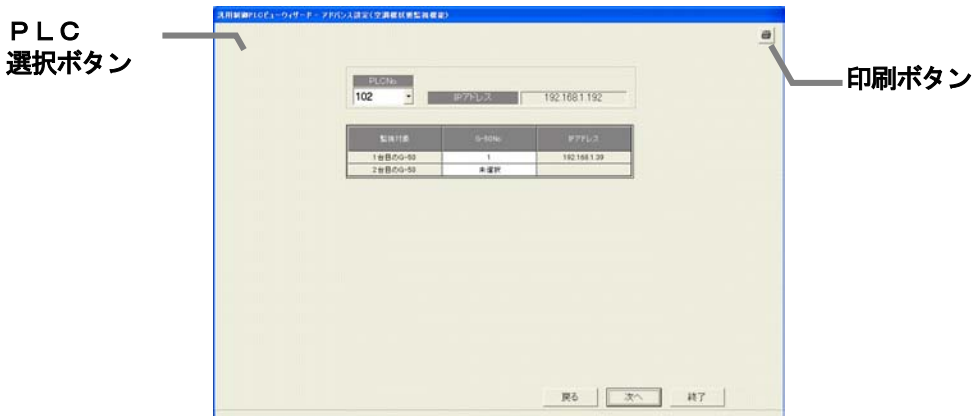 汎用制御PLCビューウィザード - アドバンス設定(空調機状態監視機能)
PLC
選択ボタン
印刷ボタン
PLCNo
102
IPアドレス
192.168.1.192
監視対象 G-50No IPアドレス
1台目のG-50 1 192.168.1.39
2台目のG-50 未選択
戻る 次へ 終了